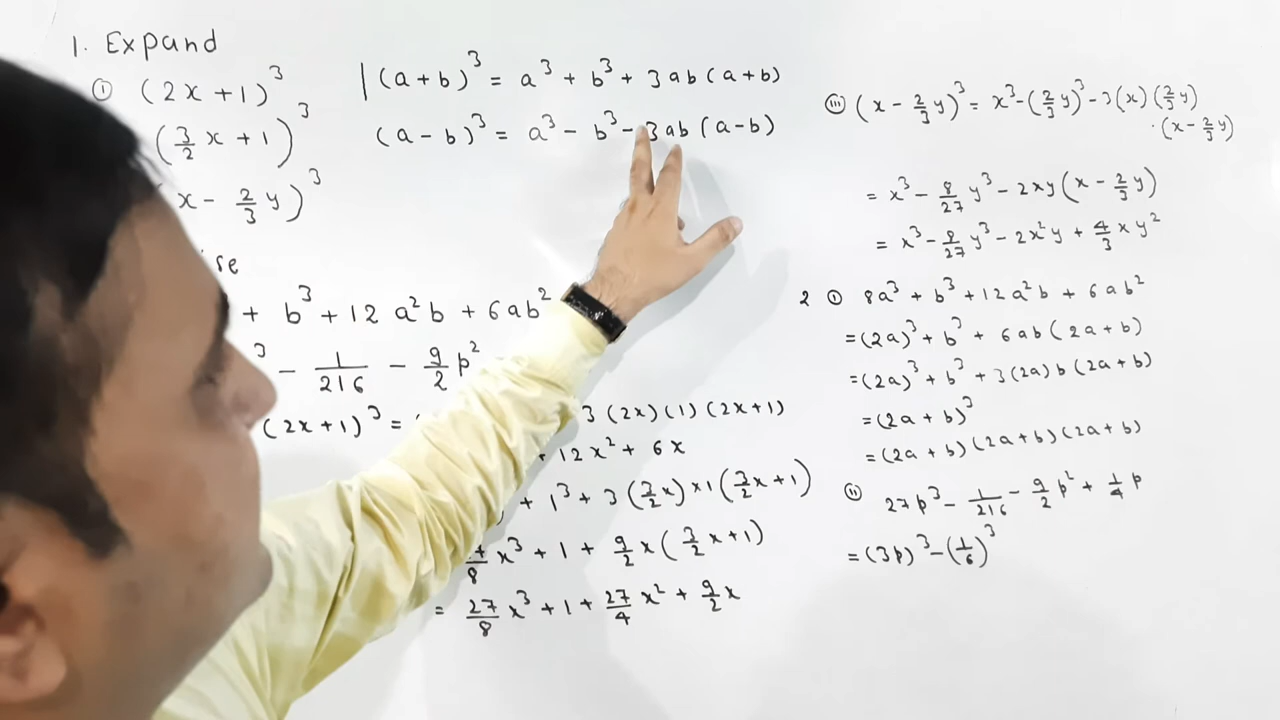 1. Expand
① (2x+1)³
(3/2 x + 1)³
x - 2/3 y)³
se
+ b³ + 12 a²b + 6ab²
³ - 1/216 - 9/2 p²
(2x+1)³ = 3(2x)(1)(2x+1)
+ 12x² + 6x
+ 1³ + 3(3/2 x)×1(3/2 x+1)
/8 x³ + 1 + 9/2 x(3/2 x+1)
= 27/8 x³ + 1 + 27/4 x² + 9/2 x
(a+b)³ = a³ + b³ + 3ab(a+b)
(a-b)³ = a³ - b³ - 3ab(a-b)
ⅲ (x - 2/3 y)³ = x³ - (2/3 y)³ - 3(x)(2/3 y)
·(x - 2/3 y)
= x³ - 8/27 y³ - 2xy(x - 2/3 y)
= x³ - 8/27 y³ - 2x²y + 4/3 xy²
2 ① 8a³ + b³ + 12a²b + 6ab²
= (2a)³ + b³ + 6ab(2a+b)
= (2a)³ + b³ + 3(2a)b(2a+b)
= (2a+b)³
= (2a+b)(2a+b)(2a+b)
ⅱ 27p³ - 1/216 - 9/2 p² + 1/4 p
= (3p)³ - (1/6)³